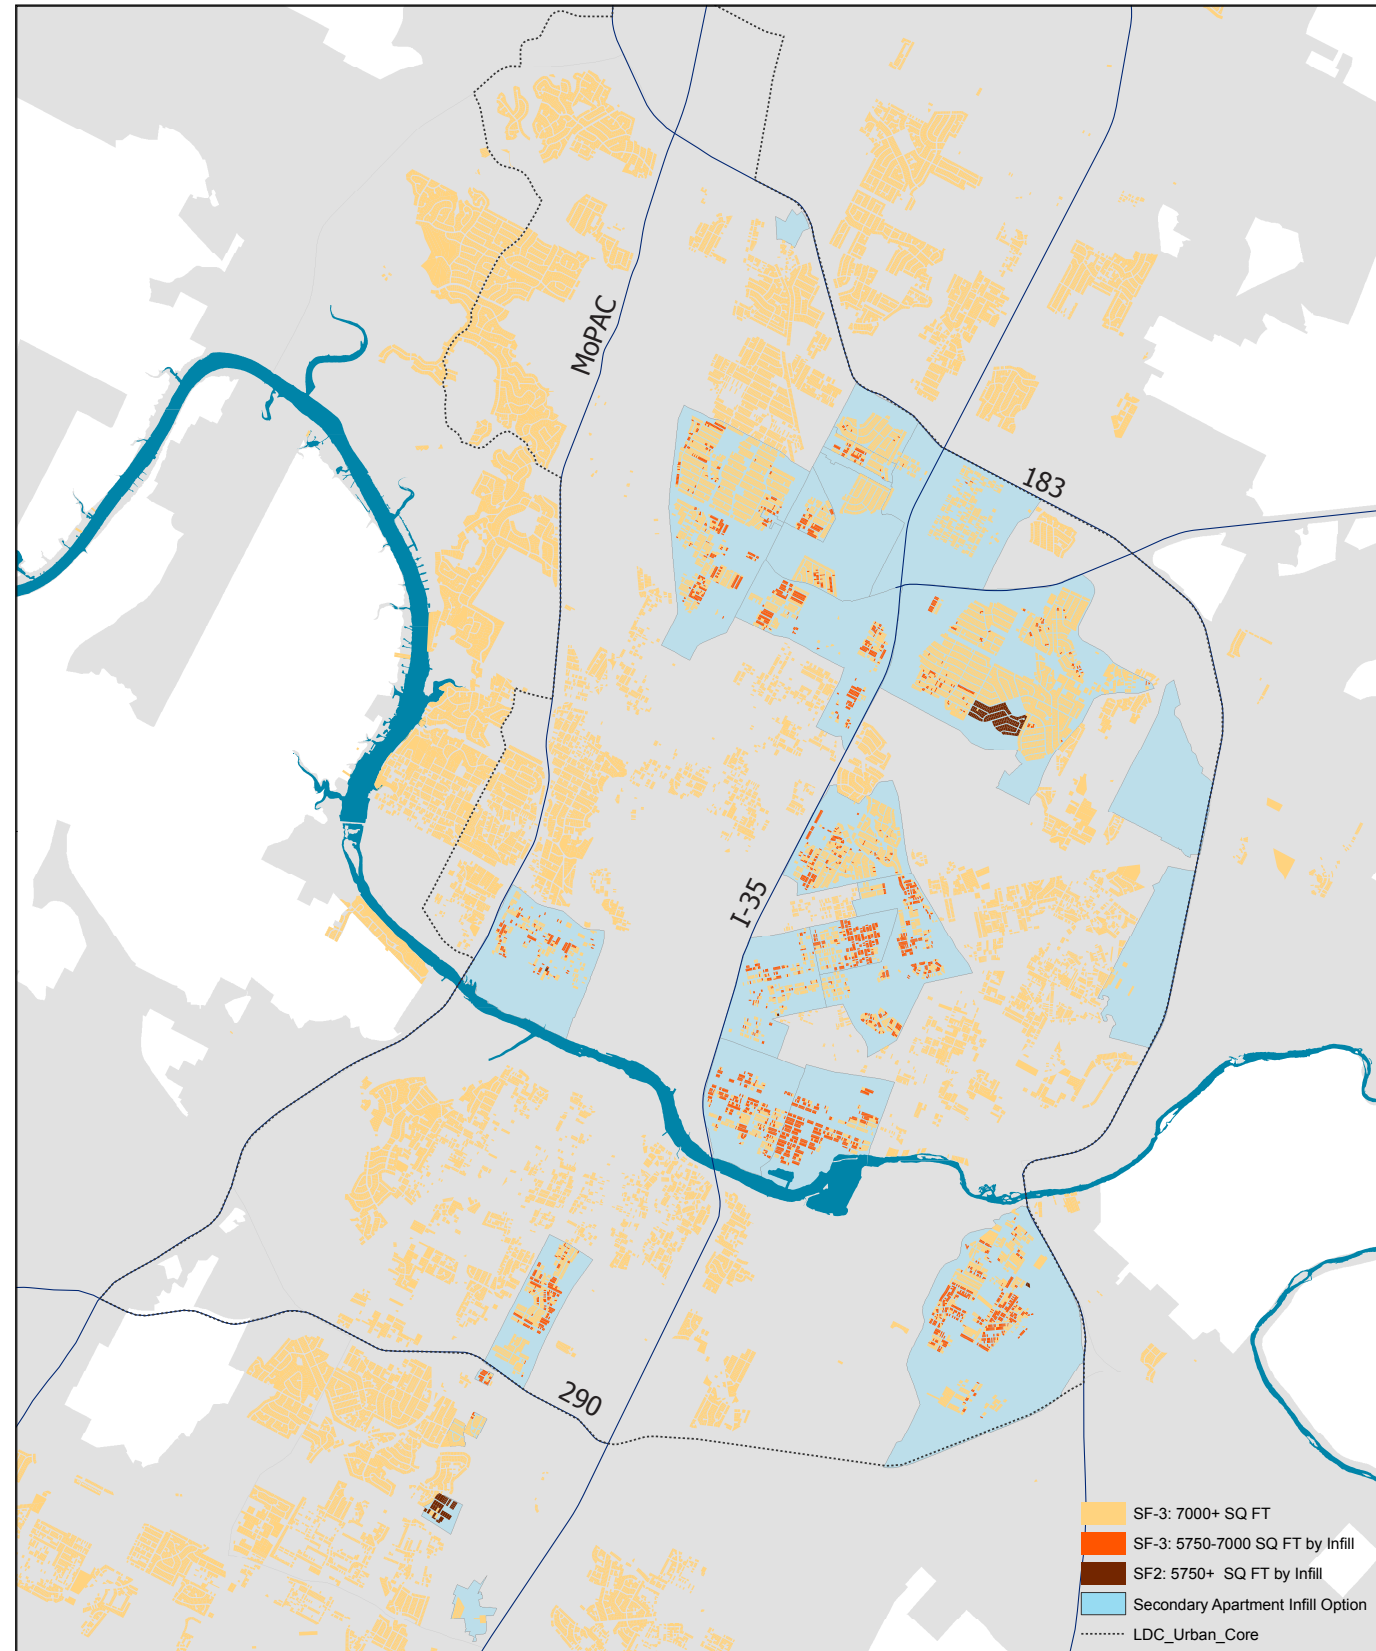 MoPAC
183
I-35
290
SF-3: 7000+ SQ FT
SF-3: 5750-7000 SQ FT by Infill
SF2: 5750+ SQ FT by Infill
Secondary Apartment Infill Option
LDC_Urban_Core